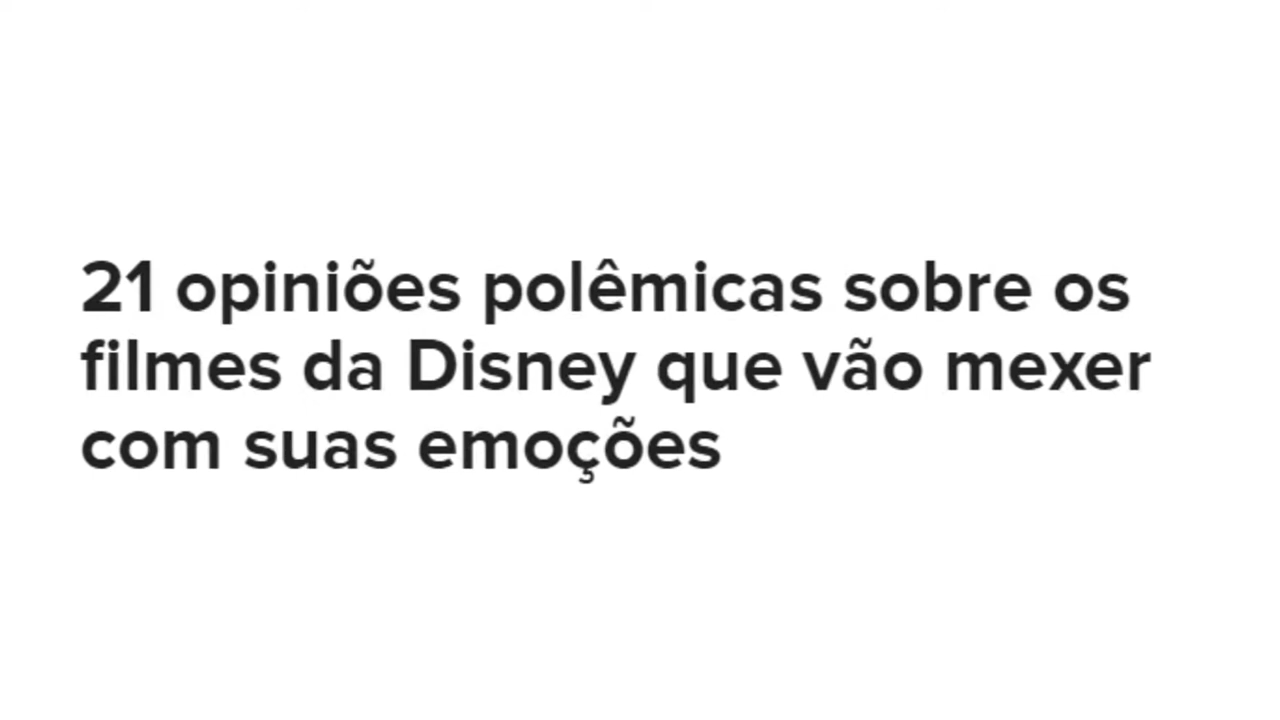 21 opiniões polêmicas sobre os
filmes da Disney que vão mexer
com suas emoções